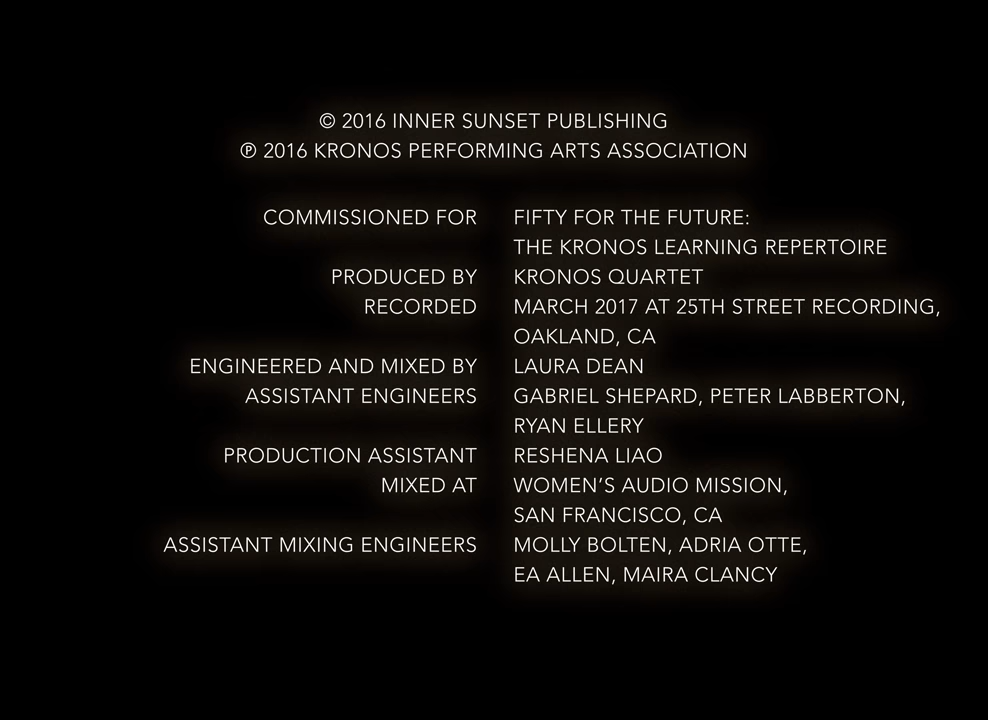 © 2016 INNER SUNSET PUBLISHING
℗ 2016 KRONOS PERFORMING ARTS ASSOCIATION
COMMISSIONED FOR FIFTY FOR THE FUTURE:
THE KRONOS LEARNING REPERTOIRE
PRODUCED BY KRONOS QUARTET
RECORDED MARCH 2017 AT 25TH STREET RECORDING,
OAKLAND, CA
ENGINEERED AND MIXED BY LAURA DEAN
ASSISTANT ENGINEERS GABRIEL SHEPARD, PETER LABBERTON,
RYAN ELLERY
PRODUCTION ASSISTANT RESHENA LIAO
MIXED AT WOMEN’S AUDIO MISSION,
SAN FRANCISCO, CA
ASSISTANT MIXING ENGINEERS MOLLY BOLTEN, ADRIA OTTE,
EA ALLEN, MAIRA CLANCY